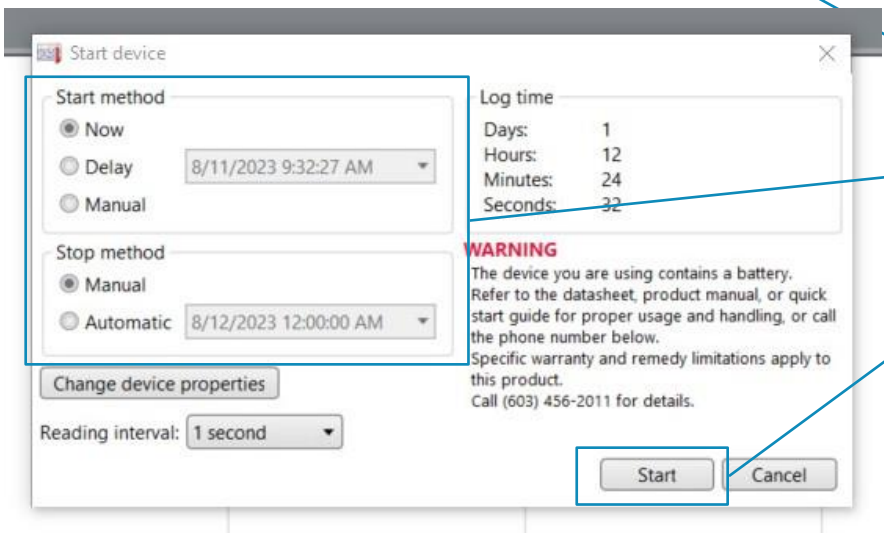 Start device
Start method
Now
Delay 8/11/2023 9:32:27 AM
Manual
Stop method
Manual
Automatic 8/12/2023 12:00:00 AM
Change device properties
Reading interval: 1 second
Log time
Days: 1
Hours: 12
Minutes: 24
Seconds: 32
WARNING
The device you are using contains a battery.
Refer to the datasheet, product manual, or quick
start guide for proper usage and handling, or call
the phone number below.
Specific warranty and remedy limitations apply to
this product.
Call (603) 456-2011 for details.
Start Cancel